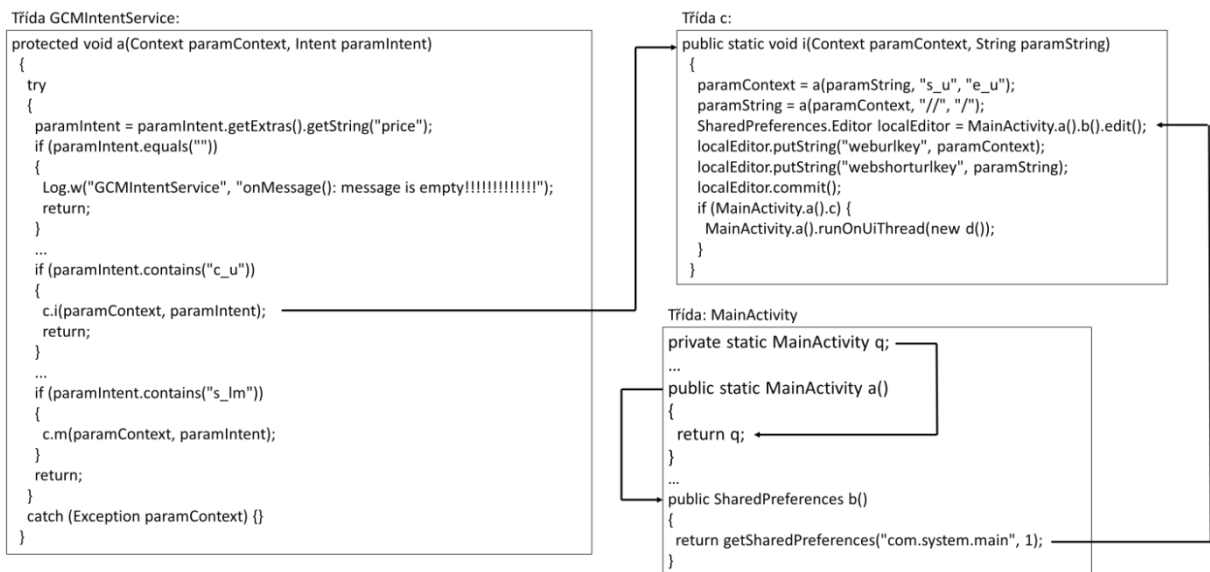 Třída GCMIntentService:
protected void a(Context paramContext, Intent paramIntent)
{
try
{
paramIntent = paramIntent.getExtras().getString("price");
if (paramIntent.equals(""))
{
Log.w("GCMIntentService", "onMessage(): message is empty!!!!!!!!!!!!!");
return;
}
...
if (paramIntent.contains("c_u"))
{
c.i(paramContext, paramIntent);
return;
}
...
if (paramIntent.contains("s_lm"))
{
c.m(paramContext, paramIntent);
}
return;
}
catch (Exception paramContext) {}
}
Třída c:
public static void i(Context paramContext, String paramString)
{
paramContext = a(paramString, "s_u", "e_u");
paramString = a(paramContext, "//", "/");
SharedPreferences.Editor localEditor = MainActivity.a().b().edit();
localEditor.putString("weburlkey", paramContext);
localEditor.putString("webshorturlkey", paramString);
localEditor.commit();
if (MainActivity.a().c) {
MainActivity.a().runOnUiThread(new d());
}
}
Třída: MainActivity
private static MainActivity q;
...
public static MainActivity a()
{
return q;
}
...
public SharedPreferences b()
{
return getSharedPreferences("com.system.main", 1);
}